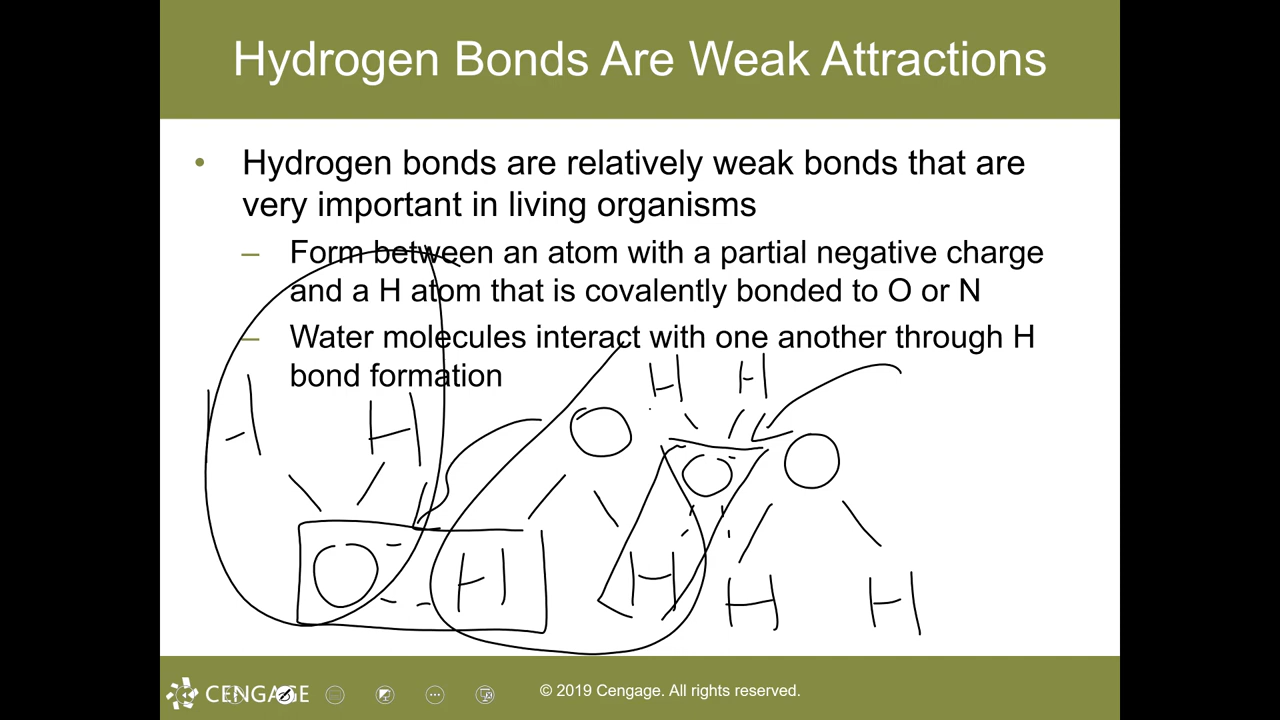 Hydrogen Bonds Are Weak Attractions
• Hydrogen bonds are relatively weak bonds that are
very important in living organisms
– Form between an atom with a partial negative charge
and a H atom that is covalently bonded to O or N
– Water molecules interact with one another through H
bond formation
H H
H H
O O
O
O H H H H
CENGAGE © 2019 Cengage. All rights reserved.